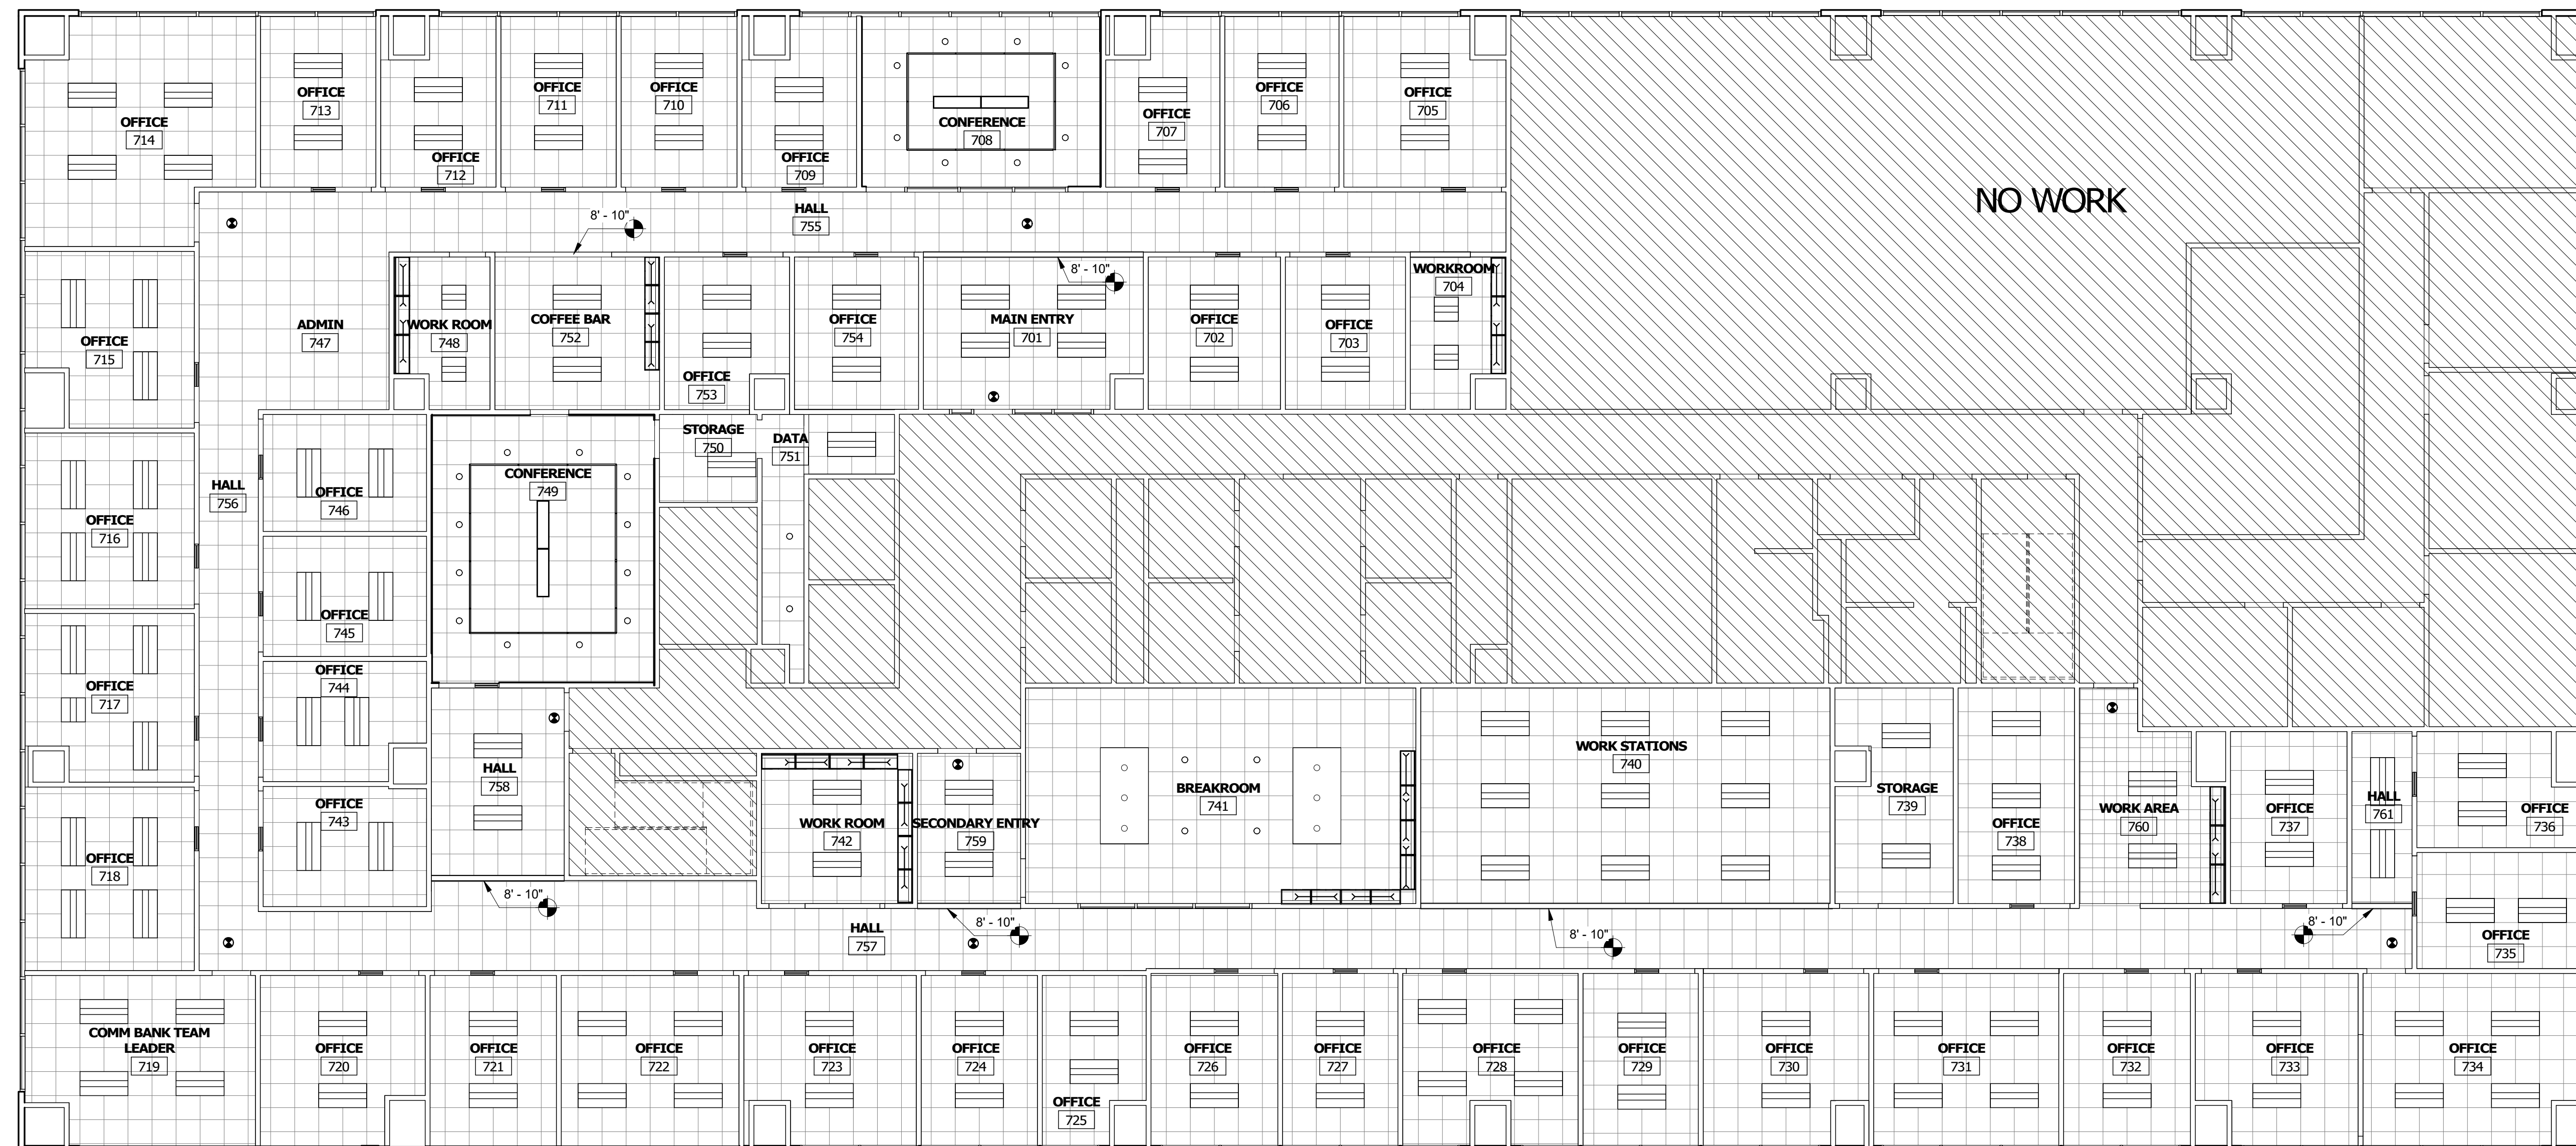 OFFICE
714
OFFICE
713
OFFICE
712
OFFICE
711
OFFICE
710
OFFICE
709
CONFERENCE
708
OFFICE
707
OFFICE
706
OFFICE
705
NO WORK
HALL
755
8' - 10"
8' - 10"
OFFICE
715
ADMIN
747
WORK ROOM
748
COFFEE BAR
752
OFFICE
753
OFFICE
754
MAIN ENTRY
701
OFFICE
702
OFFICE
703
WORKROOM
704
STORAGE
750
DATA
751
HALL
756
OFFICE
746
CONFERENCE
749
OFFICE
716
OFFICE
745
OFFICE
744
OFFICE
717
OFFICE
743
HALL
758
OFFICE
718
WORK ROOM
742
SECONDARY ENTRY
759
BREAKROOM
741
WORK STATIONS
740
STORAGE
739
OFFICE
738
WORK AREA
760
OFFICE
737
HALL
761
OFFICE
736
8' - 10"
8' - 10"
8' - 10"
8' - 10"
HALL
757
OFFICE
735
COMM BANK TEAM
LEADER
719
OFFICE
720
OFFICE
721
OFFICE
722
OFFICE
723
OFFICE
724
OFFICE
725
OFFICE
726
OFFICE
727
OFFICE
728
OFFICE
729
OFFICE
730
OFFICE
731
OFFICE
732
OFFICE
733
OFFICE
734